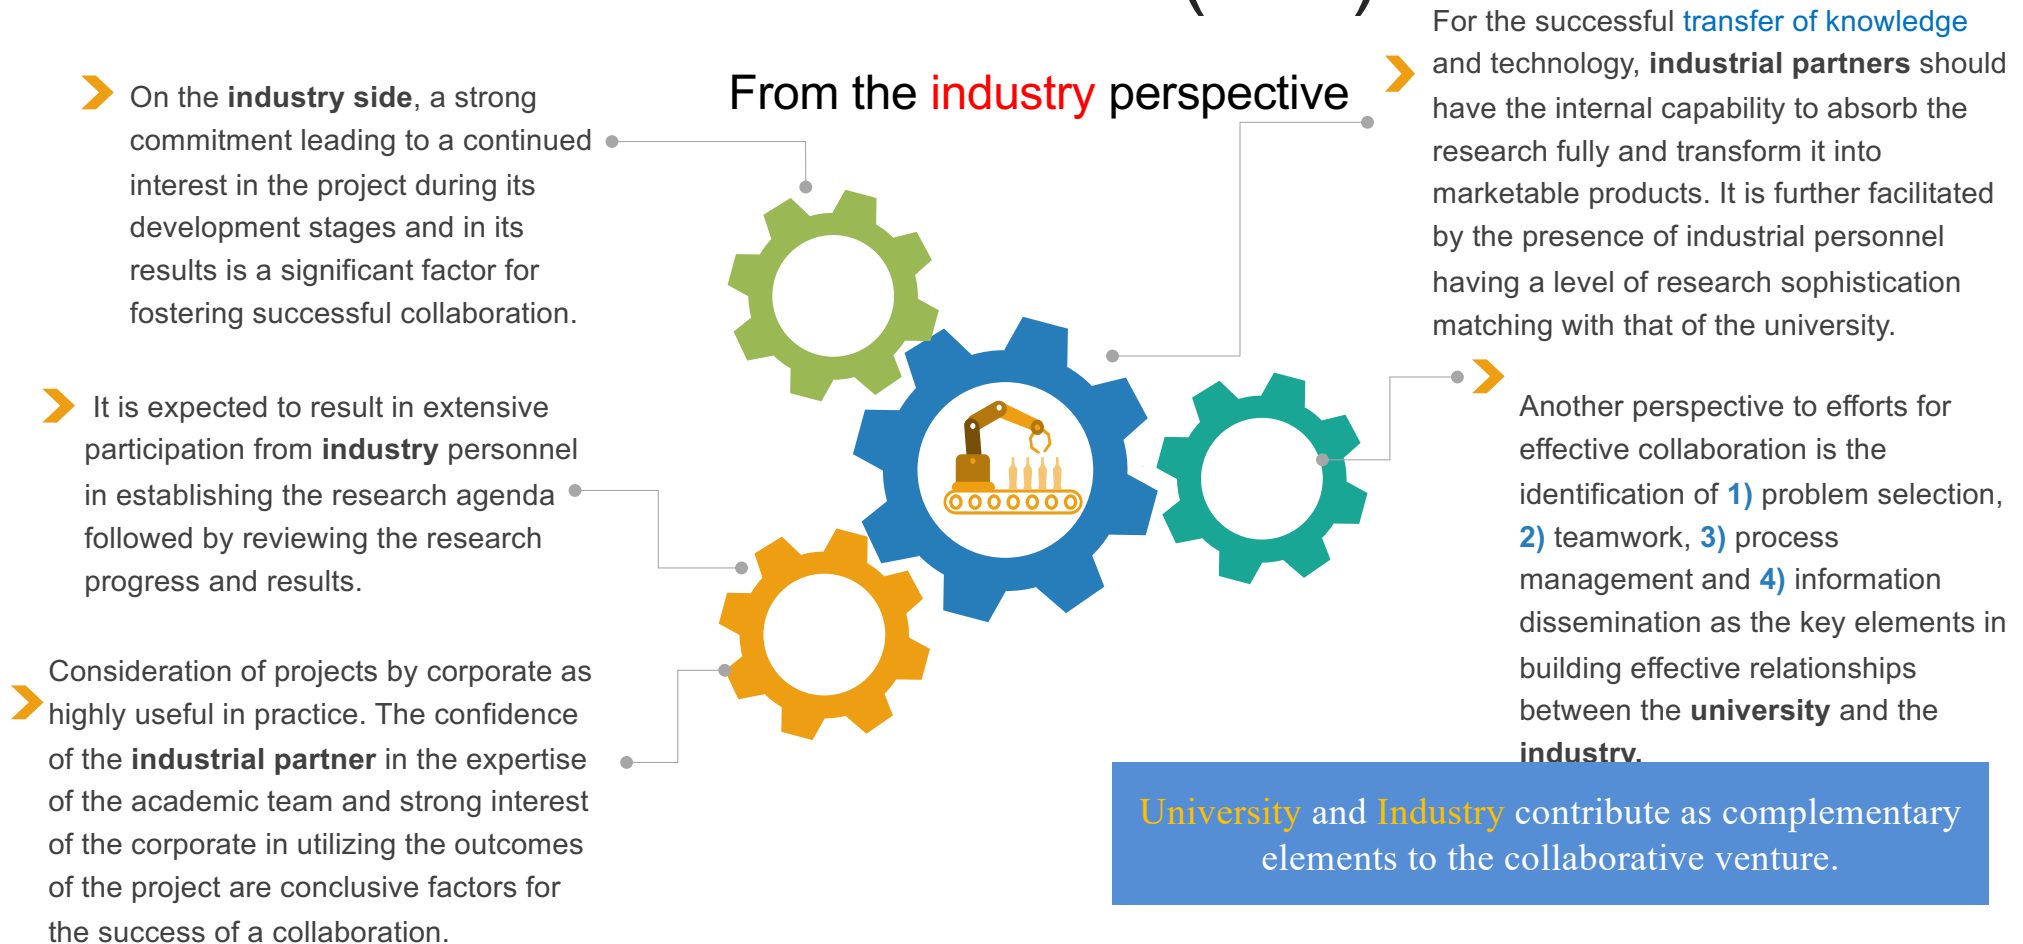 From the industry perspective
On the industry side, a strong
commitment leading to a continued
interest in the project during its
development stages and in its
results is a significant factor for
fostering successful collaboration.
It is expected to result in extensive
participation from industry personnel
in establishing the research agenda
followed by reviewing the research
progress and results.
Consideration of projects by corporate as
highly useful in practice. The confidence
of the industrial partner in the expertise
of the academic team and strong interest
of the corporate in utilizing the outcomes
of the project are conclusive factors for
the success of a collaboration.
For the successful transfer of knowledge
and technology, industrial partners should
have the internal capability to absorb the
research fully and transform it into
marketable products. It is further facilitated
by the presence of industrial personnel
having a level of research sophistication
matching with that of the university.
Another perspective to efforts for
effective collaboration is the
identification of 1) problem selection,
2) teamwork, 3) process
management and 4) information
dissemination as the key elements in
building effective relationships
between the university and the
industry.
University and Industry contribute as complementary
elements to the collaborative venture.